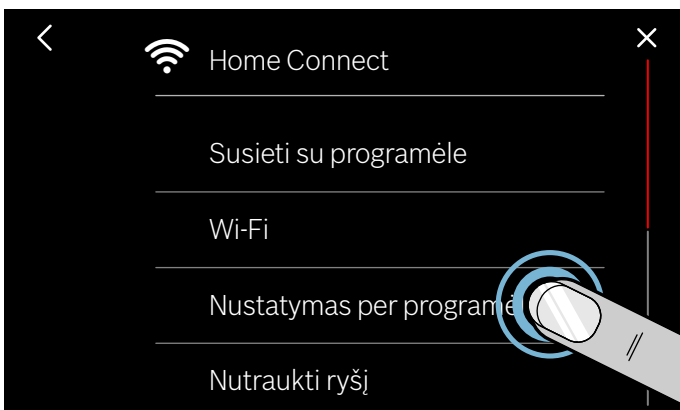 Home Connect
Susieti su programėle
Wi-Fi
Nustatymas per
Nutraukti ryšį